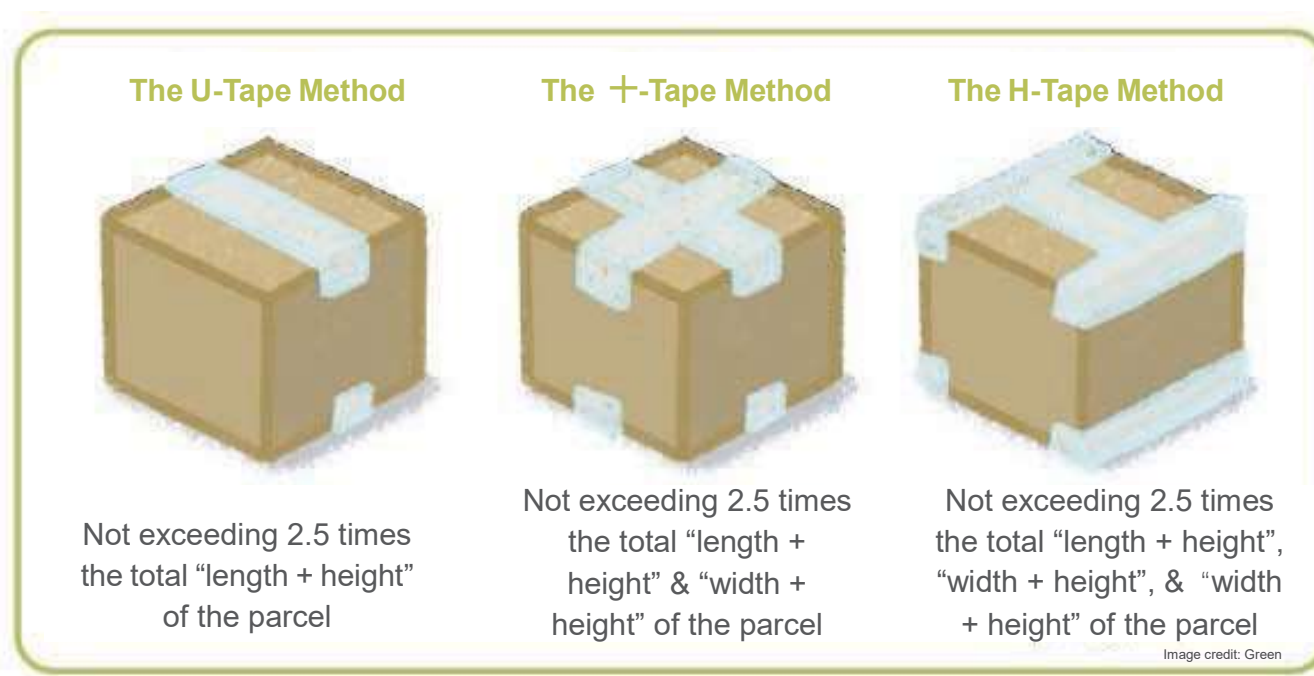 The U-Tape Method
Not exceeding 2.5 times
the total “length + height”
of the parcel
The +-Tape Method
Not exceeding 2.5 times
the total “length +
height” & “width +
height” of the parcel
The H-Tape Method
Not exceeding 2.5 times
the total “length + height”,
“width + height”, & “width
+ height” of the parcel
Image credit: Green